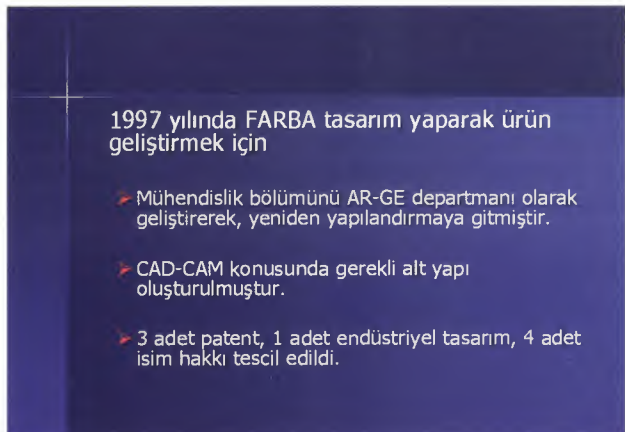 1997 yılında FARBA tasarım yaparak ürün
geliştirmek için
Mühendislik bölümünü AR-GE departmanı olarak
geliştirerek, yeniden yapılandırmaya gitmiştir.
CAD-CAM konusunda gerekli alt yapı
oluşturulmuştur.
3 adet patent, 1 adet endüstriyel tasarım, 4 adet
isim hakkı tescil edildi.